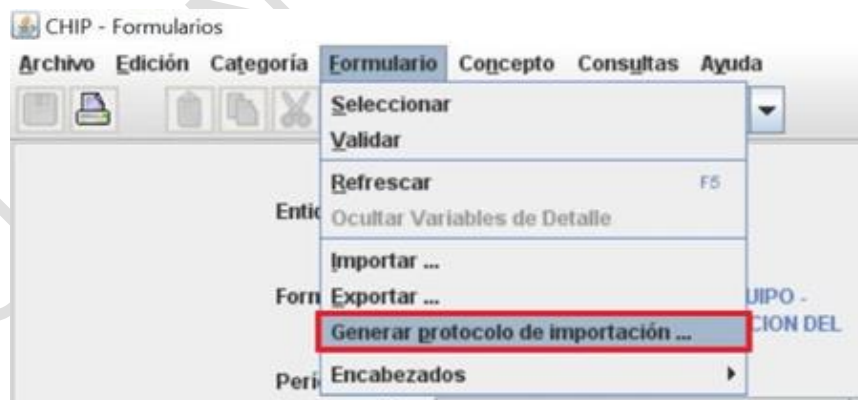 CHIP - Formularios
Archivo Edición Categoría Formulario Concepto Consultas Ayuda
Seleccionar
Validar
Refrescar F5
Ocultar Variables de Detalle
Importar ...
Exportar ...
UIPO -
Generar protocolo de importación ...
CION DEL
Encabezados